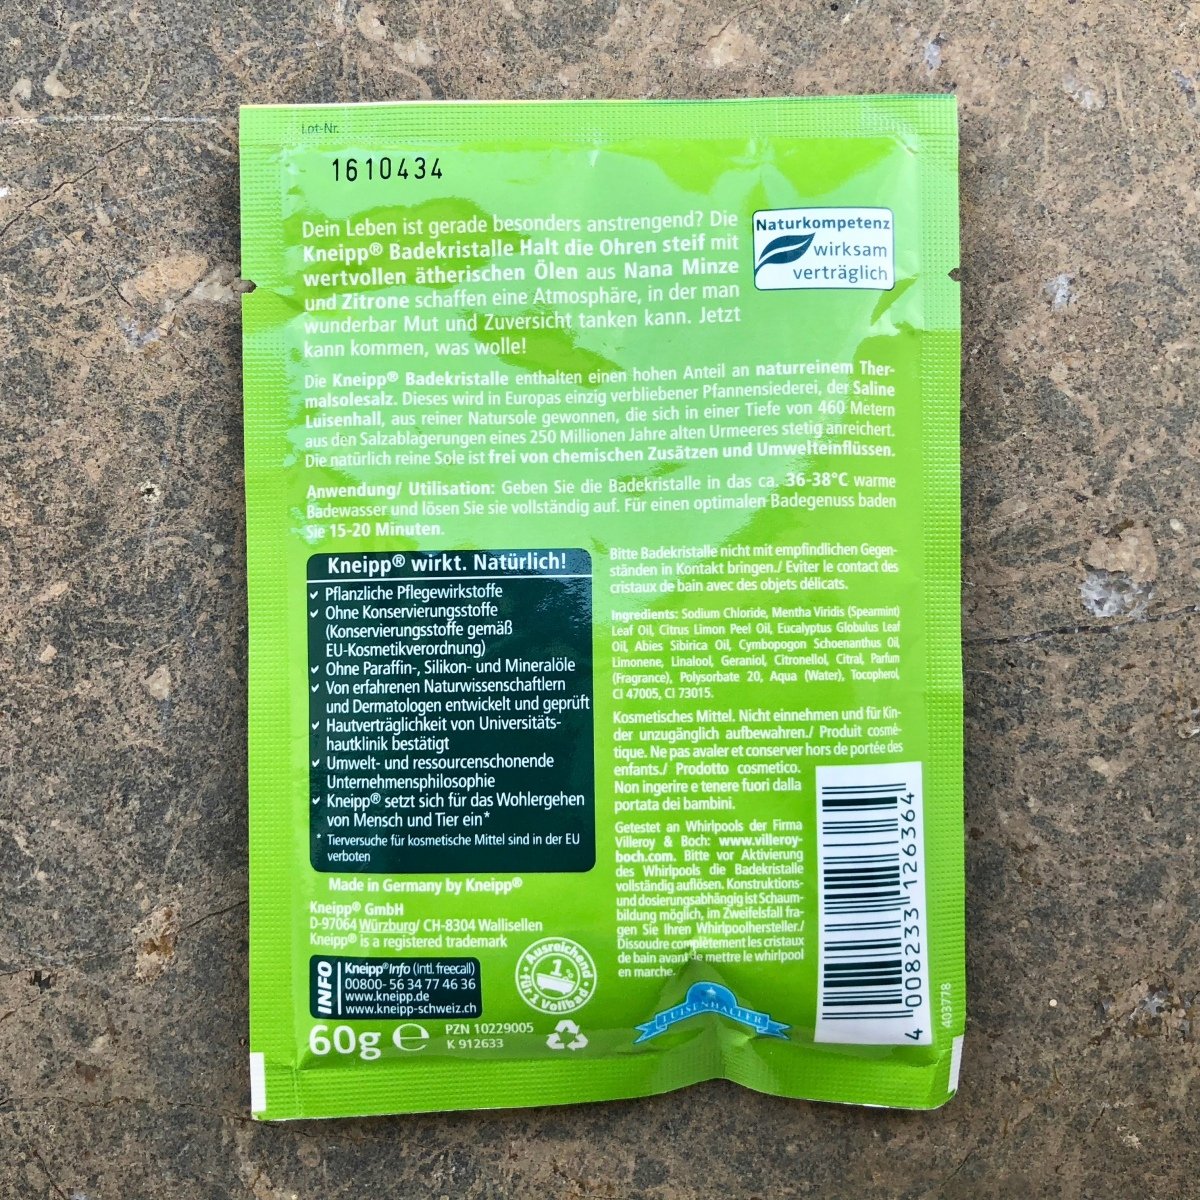 Lot-Nr.
1610434
Dein Leben ist gerade besonders anstrengend? Die
Kneipp® Badekristalle Halt die Ohren steif mit
wertvollen ätherischen Ölen aus Nana Minze
und Zitrone schaffen eine Atmosphäre, in der man
wunderbar Mut und Zuversicht tanken kann. Jetzt
kann kommen, was wolle!
Naturkompetenz
wirksam
verträglich
Die Kneipp® Badekristalle enthalten einen hohen Anteil an naturreinem Ther-
malsolesalz. Dieses wird in Europas einzig verbliebener Pfannensiederei, der Saline
Luisenhall, aus reiner Natursole gewonnen, die sich in einer Tiefe von 460 Metern
aus den Salzablagerungen eines 250 Millionen Jahre alten Urmeeres stetig anreichert.
Die natürlich reine Sole ist frei von chemischen Zusätzen und Umwelteinflüssen.
Anwendung/ Utilisation: Geben Sie die Badekristalle in das ca. 36-38°C warme
Badewasser und lösen Sie sie vollständig auf. Für einen optimalen Badegenuss baden
Sie 15-20 Minuten.
Kneipp® wirkt. Natürlich!
Pflanzliche Pflegewirkstoffe
Ohne Konservierungsstoffe
(Konservierungsstoffe gemäß
EU-Kosmetikverordnung)
Ohne Paraffin-, Silikon- und Mineralöle
Von erfahrenen Naturwissenschaftlern
und Dermatologen entwickelt und geprüft
Hautverträglichkeit von Universitäts-
hautklinik bestätigt
Umwelt- und ressourcenschonende
Unternehmensphilosophie
Kneipp® setzt sich für das Wohlergehen
von Mensch und Tier ein*
* Tierversuche für kosmetische Mittel sind in der EU
verboten
Made in Germany by Kneipp®
Kneipp® GmbH
D-97064 Würzburg/ CH-8304 Wallisellen
Kneipp® is a registered trademark
INFO
Kneipp®Info (intl. freecall)
00800- 56 34 77 46 36
www.kneipp.de
www.kneipp-schweiz.ch
Ausreichend
1
für 1 Vollbad
60g e
PZN 10229005
K 912633
Bitte Badekristalle nicht mit empfindlichen Gegen-
ständen in Kontakt bringen./ Eviter le contact des
cristaux de bain avec des objets délicats.
Ingredients: Sodium Chloride, Mentha Viridis (Spearmint)
Leaf Oil, Citrus Limon Peel Oil, Eucalyptus Globulus Leaf
Oil, Abies Sibirica Oil, Cymbopogon Schoenanthus Oil,
Limonene, Linalool, Geraniol, Citronellol, Citral, Parfum
(Fragrance), Polysorbate 20, Aqua (Water), Tocopherol,
CI 47005, CI 73015.
Kosmetisches Mittel. Nicht einnehmen und für Kin-
der unzugänglich aufbewahren./ Produit cosmé-
tique. Ne pas avaler et conserver hors de portée des
enfants./ Prodotto cosmetico.
Non ingerire e tenere fuori dalla
portata dei bambini.
Getestet an Whirlpools der Firma
Villeroy & Boch: www.villeroy-
boch.com. Bitte vor Aktivierung
des Whirlpools die Badekristalle
vollständig auflösen. Konstruktions-
und dosierungsabhängig ist Schaum-
bildung möglich, im Zweifelsfall fra-
gen Sie Ihren Whirlpoolhersteller./
Dissoudre complètement les cristaux
de bain avant de mettre le whirlpool
en marche.
LUISENHALLER
4 008233 126364
403778